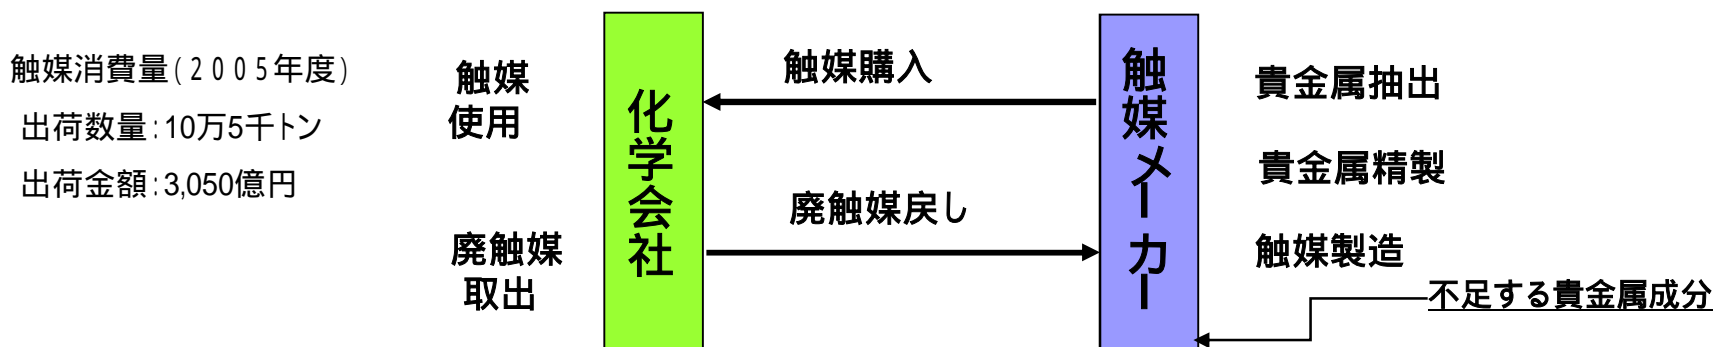 触媒消費量(2005年度)
出荷数量:10万5千トン
出荷金額:3,050億円
触媒
使用
廃触媒
取出
化学会社
触媒購入
廃触媒戻し
触媒メーカー
貴金属抽出
貴金属精製
触媒製造
不足する貴金属成分